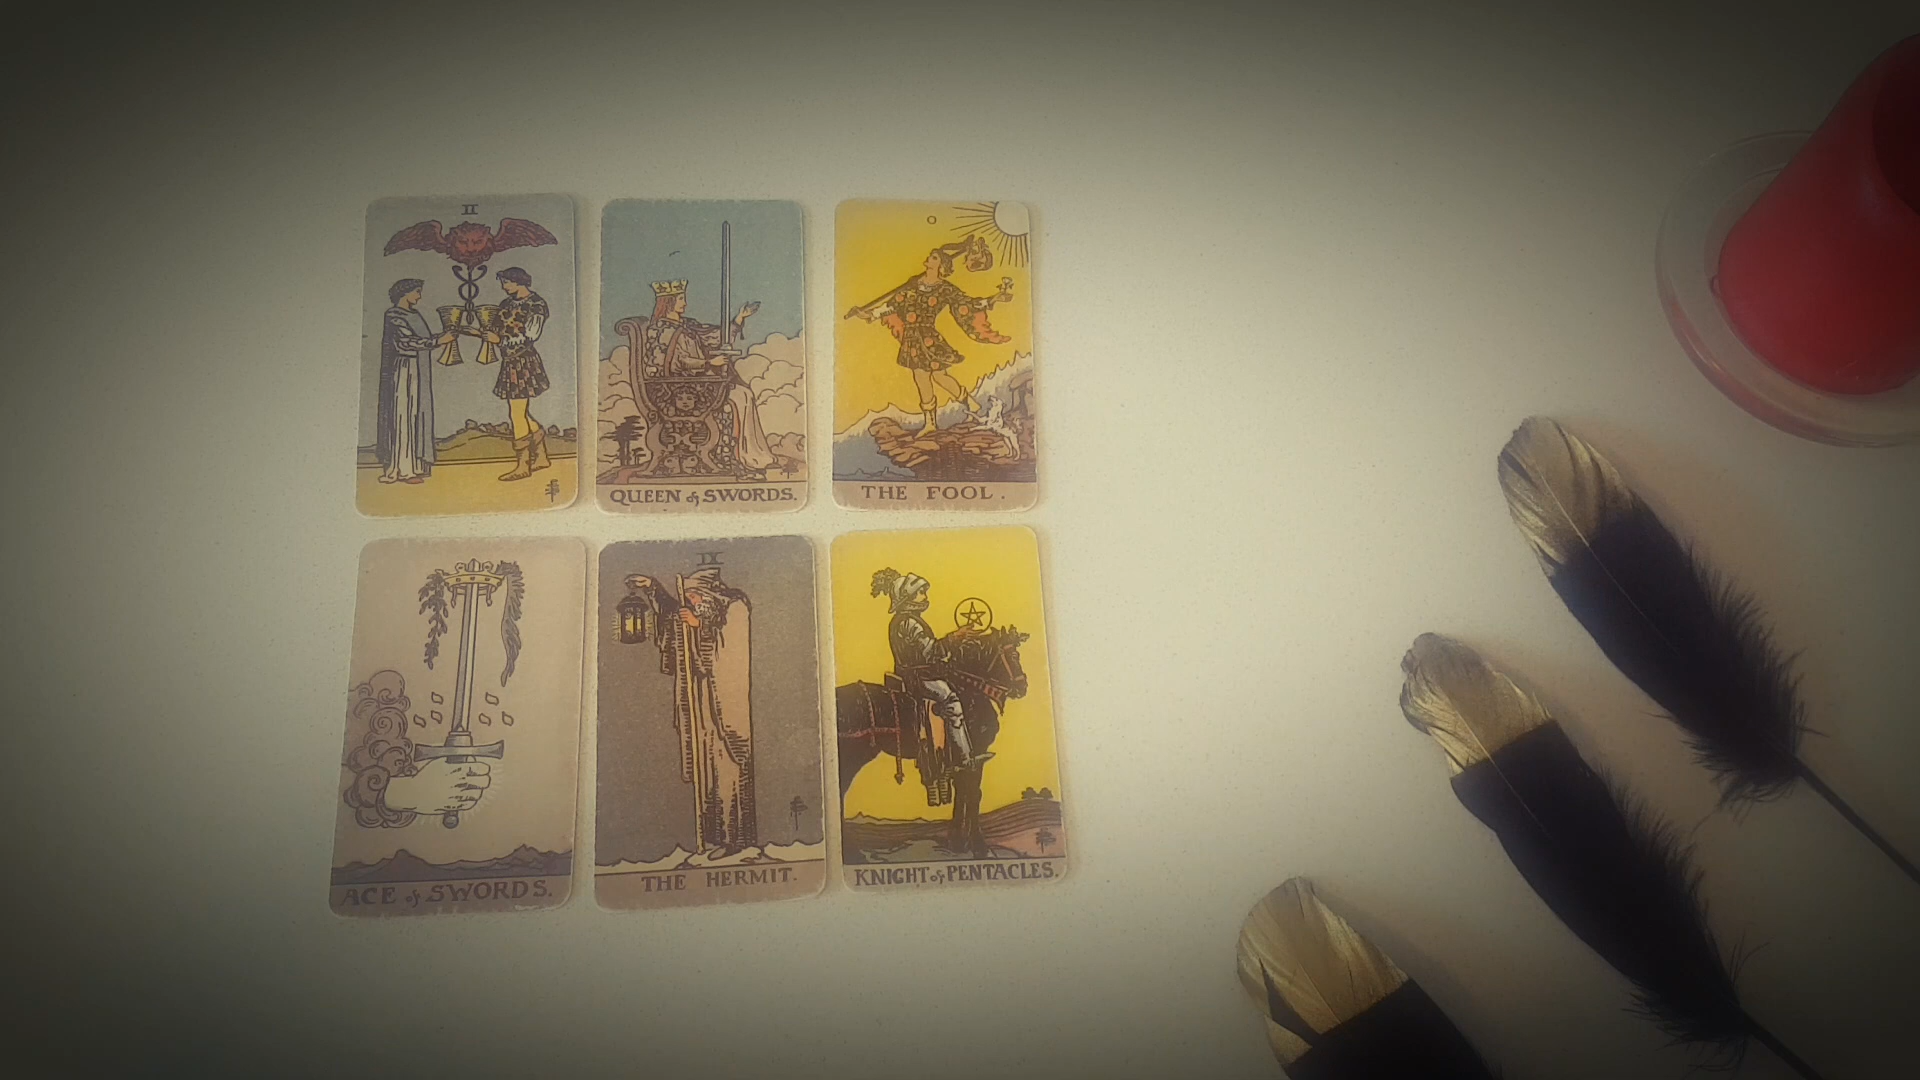 II
QUEEN of SWORDS.
0
THE FOOL.
ACE of SWORDS.
IX
THE HERMIT.
KNIGHT of PENTACLES.